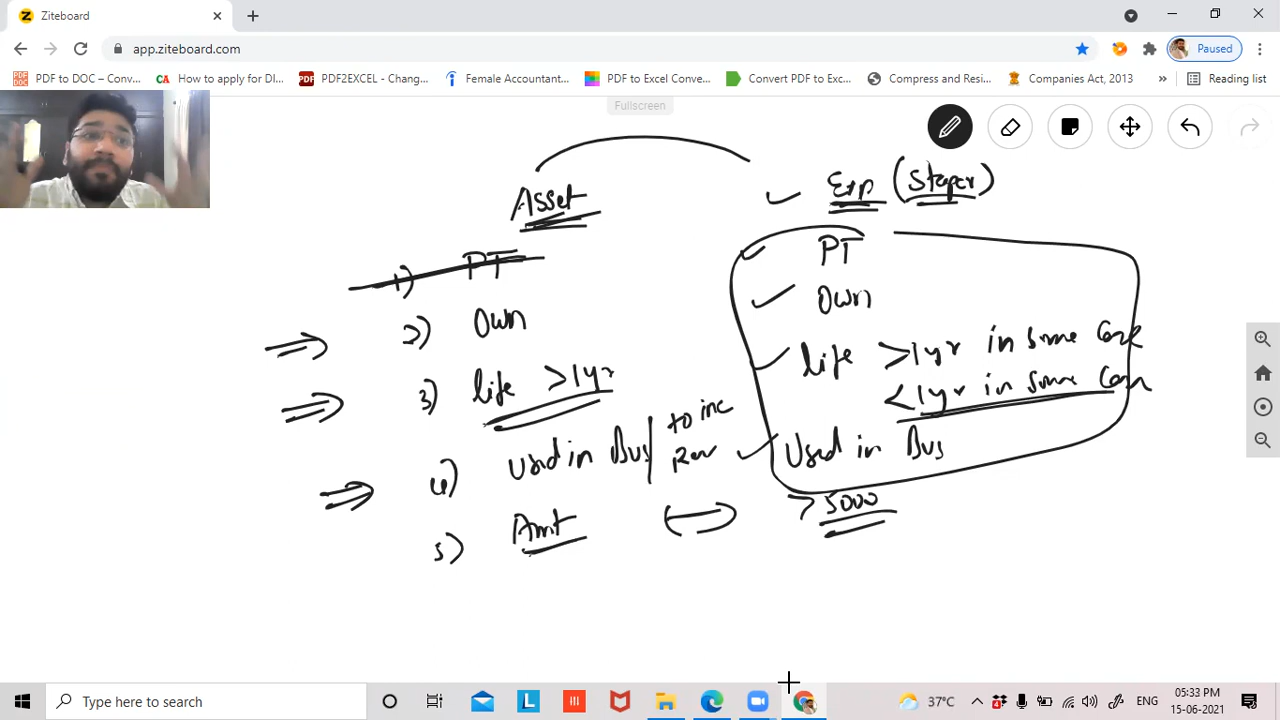 Ziteboard
app.ziteboard.com
Paused
PDF to DOC – Conv...
How to apply for DI...
PDF2EXCEL - Chang...
Female Accountant...
PDF to Excel Conve...
Convert PDF to Exc...
Compress and Resi...
Companies Act, 2013
»
Reading list
Fullscreen
Asset
Exp (Staper)
1) PT
PT
2) Own
Own
3) life >1yr
life >1yr in some Case
<1yr in some Case
4) Used in Bus to inc Rev
Used in Bus
5) Amt
> 5000
Type here to search
37°C
ENG
05:33 PM
15-06-2021